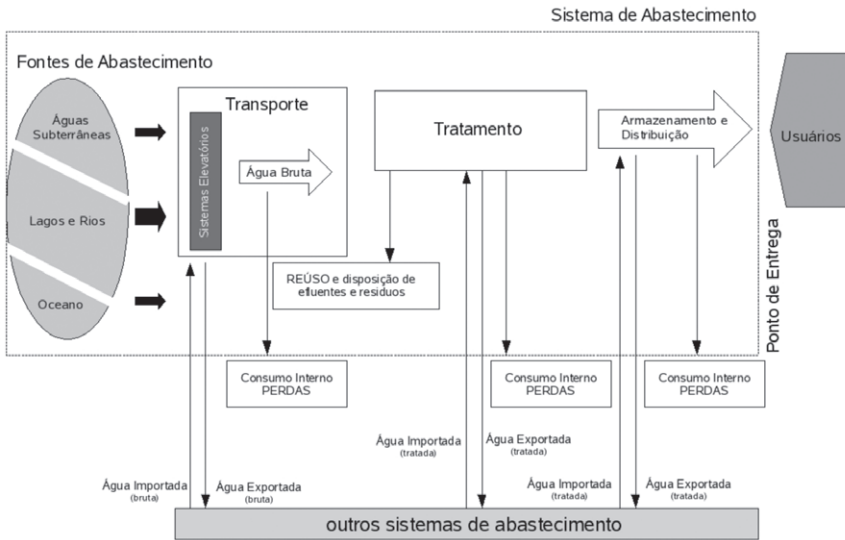 Sistema de Abastecimento
Fontes de Abastecimento
Águas
Subterrâneas
Lagos e Rios
Oceano
Transporte
Sistemas Elevatórios
Água Bruta
Tratamento
Armazenamento e
Distribuição
Usuários
Ponto de Entrega
REÚSO e disposição de
efluentes e residuos
Consumo Interno
PERDAS
Consumo Interno
PERDAS
Consumo Interno
PERDAS
Água Importada
(bruta)
Água Exportada
(bruta)
Água Importada
(tratada)
Água Exportada
(tratada)
Água Importada
(tratada)
Água Exportada
(tratada)
outros sistemas de abastecimento